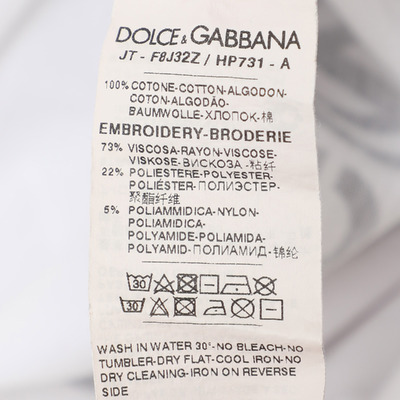 DOLCE & GABBANA
JT - F8J32Z / HP731 - A
100% COTONE-COTTON-ALGODON-
COTON-ALGODÃO-
BAUMWOLLE-ХЛОПОК-棉
EMBROIDERY-BRODERIE
73% VISCOSA-RAYON-VISCOSE-
VISKOSE-ВИСКОЗА-粘纤
22% POLIESTERE-POLYESTER-
POLIÉSTER-ПОЛИЭСТЕР-
聚酯纤维
5% POLIAMMIDICA-NYLON-
POLIAMIDICA-
POLYAMIDE-POLIAMIDA-
POLYAMID-ПОЛИАМИД-锦纶
30
30
WASH IN WATER 30°-NO BLEACH-NO
TUMBLER-DRY FLAT-COOL IRON-NO
DRY CLEANING-IRON ON REVERSE
SIDE